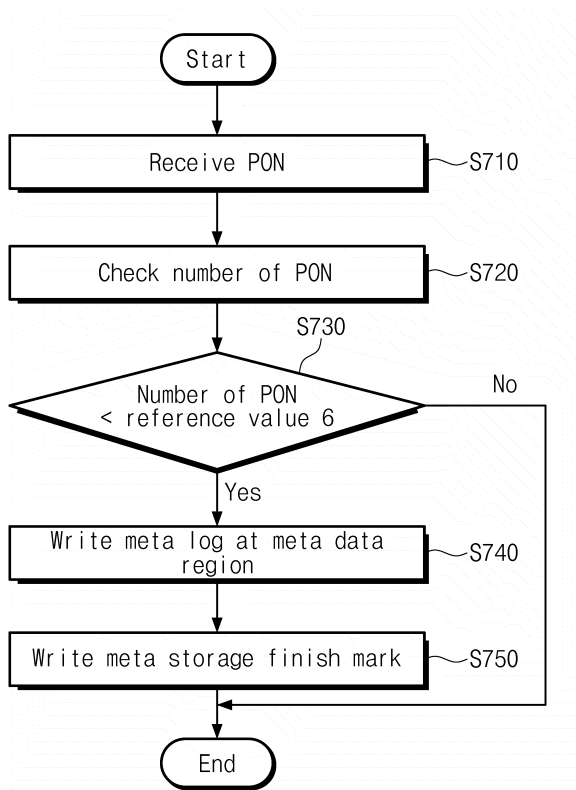 Start
Receive PON
S710
Check number of PON
S720
S730
Number of PON
< reference value 6
No
Yes
Write meta log at meta data
region
S740
Write meta storage finish mark
S750
End